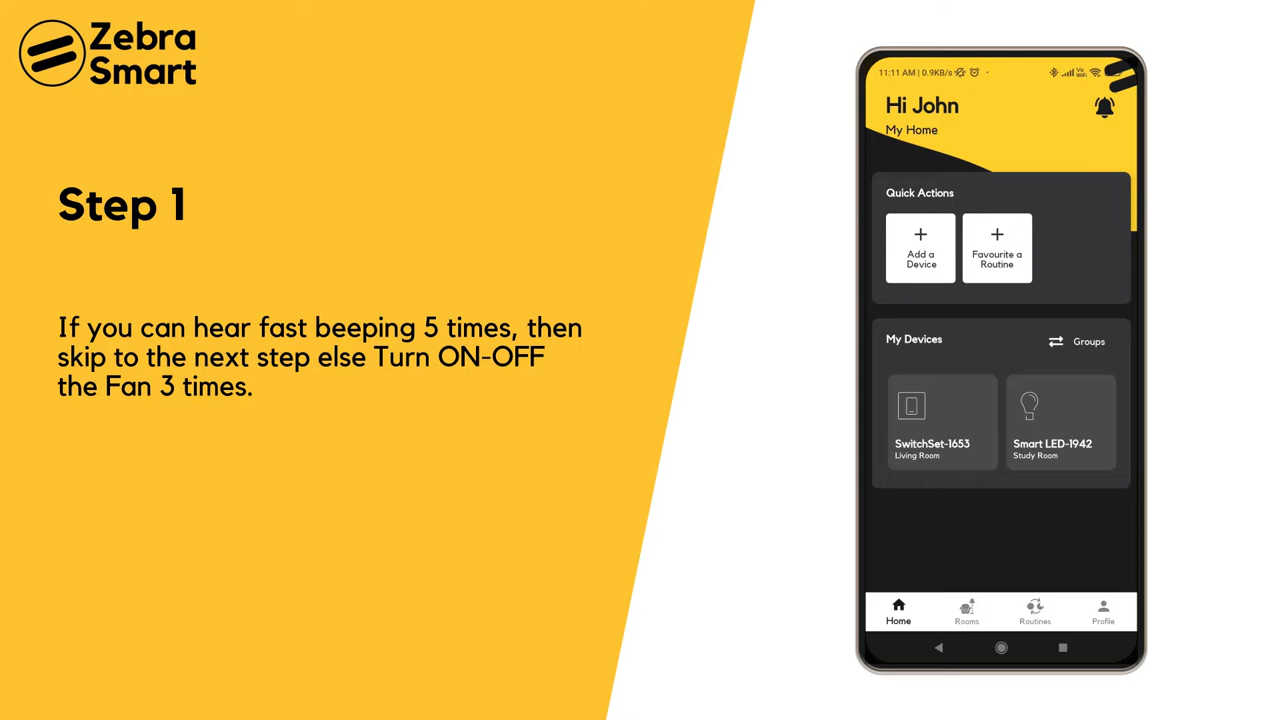 Zebra
Smart
Step 1
If you can hear fast beeping 5 times, then
skip to the next step else Turn ON-OFF
the Fan 3 times.
11:11 AM | 0.9KB/s
Vo
WiFi
Hi John
My Home
Quick Actions
+ +
Add a
Device
Favourite a
Routine
My Devices
Groups
SwitchSet-1653
Living Room
Smart LED-1942
Study Room
Home
Rooms
Routines
Profile